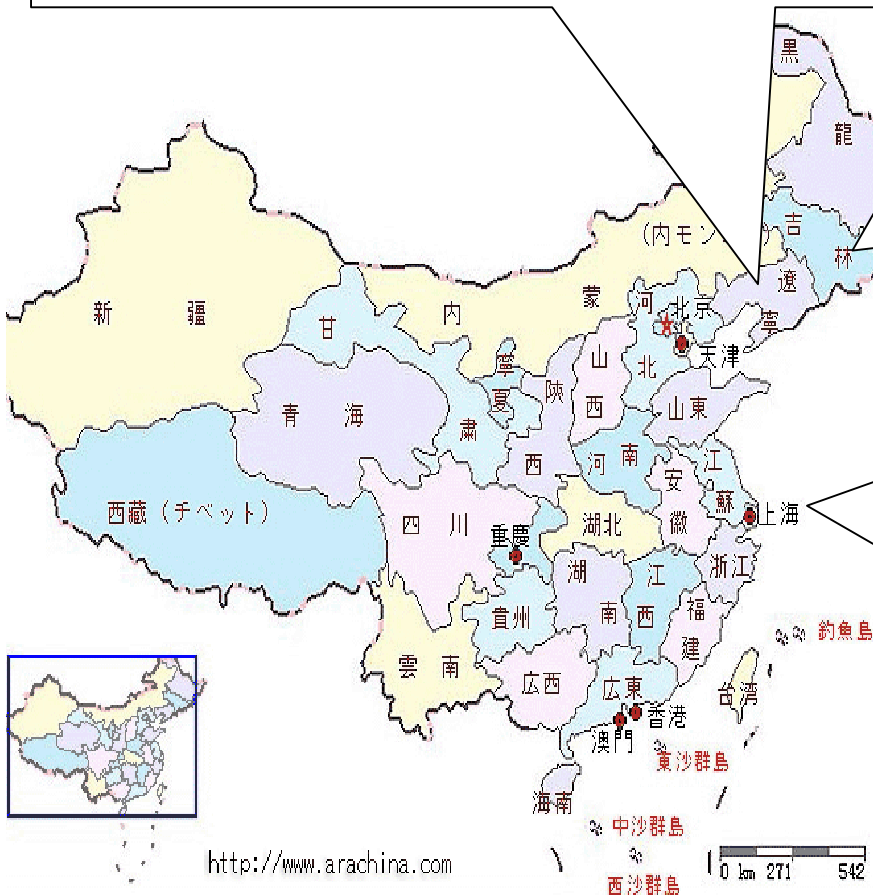 黒
龍
吉
林
(内モン
)
遼
寧
新疆
甘
内
蒙
河
北京
天津
北
山
西
寧
夏
陝
山東
青海
粛
西
河南
江
蘇
安
徽
上海
西蔵(チベット)
四川
重慶
湖北
浙江
湖
南
江
西
福
建
貴州
釣魚島
雲南
広西
広東
台湾
香港
澳門
東沙群島
海南
中沙群島
西沙群島
http://www.arachina.com
0 km 271 542